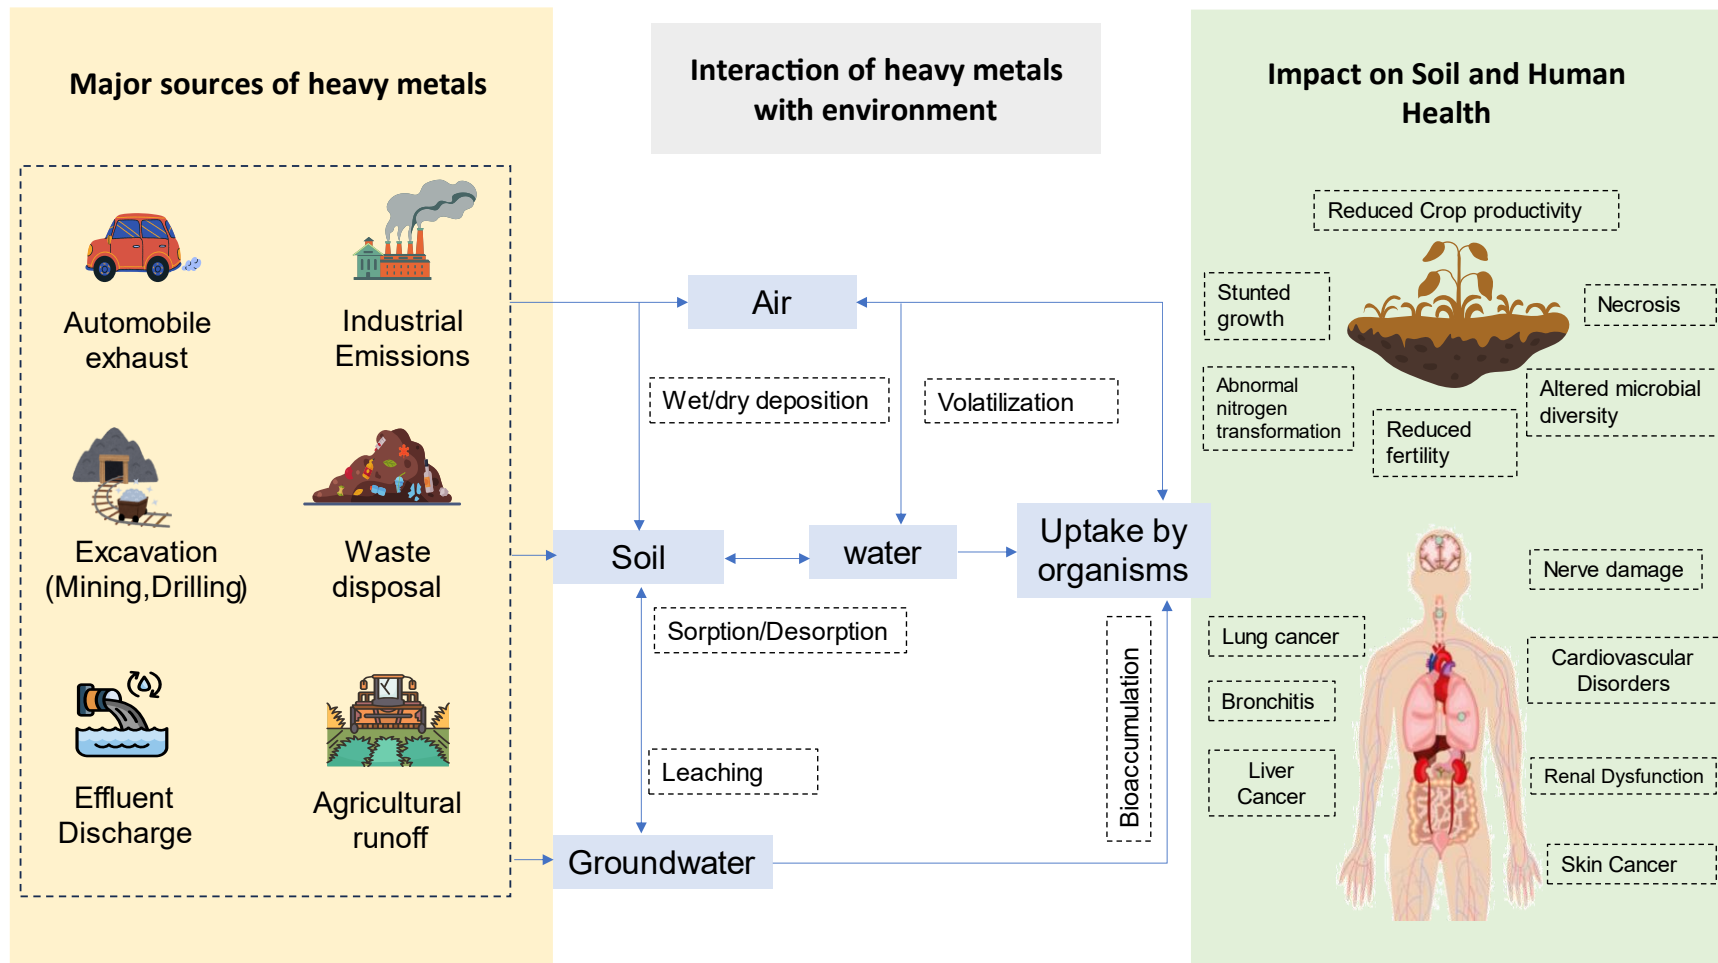 Major sources of heavy metals
Automobile
exhaust
Industrial
Emissions
Excavation
(Mining,Drilling)
Waste
disposal
Effluent
Discharge
Agricultural
runoff
Interaction of heavy metals
with environment
Air
Wet/dry deposition
Volatilization
Soil
water
Uptake by
organisms
Sorption/Desorption
Leaching
Bioaccumulation
Groundwater
Impact on Soil and Human
Health
Reduced Crop productivity
Stunted
growth
Necrosis
Abnormal
nitrogen
transformation
Reduced
fertility
Altered microbial
diversity
Nerve damage
Lung cancer
Cardiovascular
Disorders
Bronchitis
Liver
Cancer
Renal Dysfunction
Skin Cancer